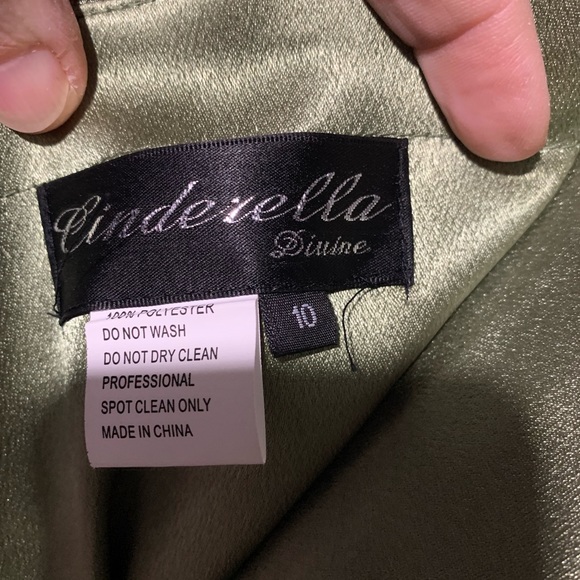 Cinderella
Divine
10
100% POLYESTER
DO NOT WASH
DO NOT DRY CLEAN
PROFESSIONAL
SPOT CLEAN ONLY
MADE IN CHINA